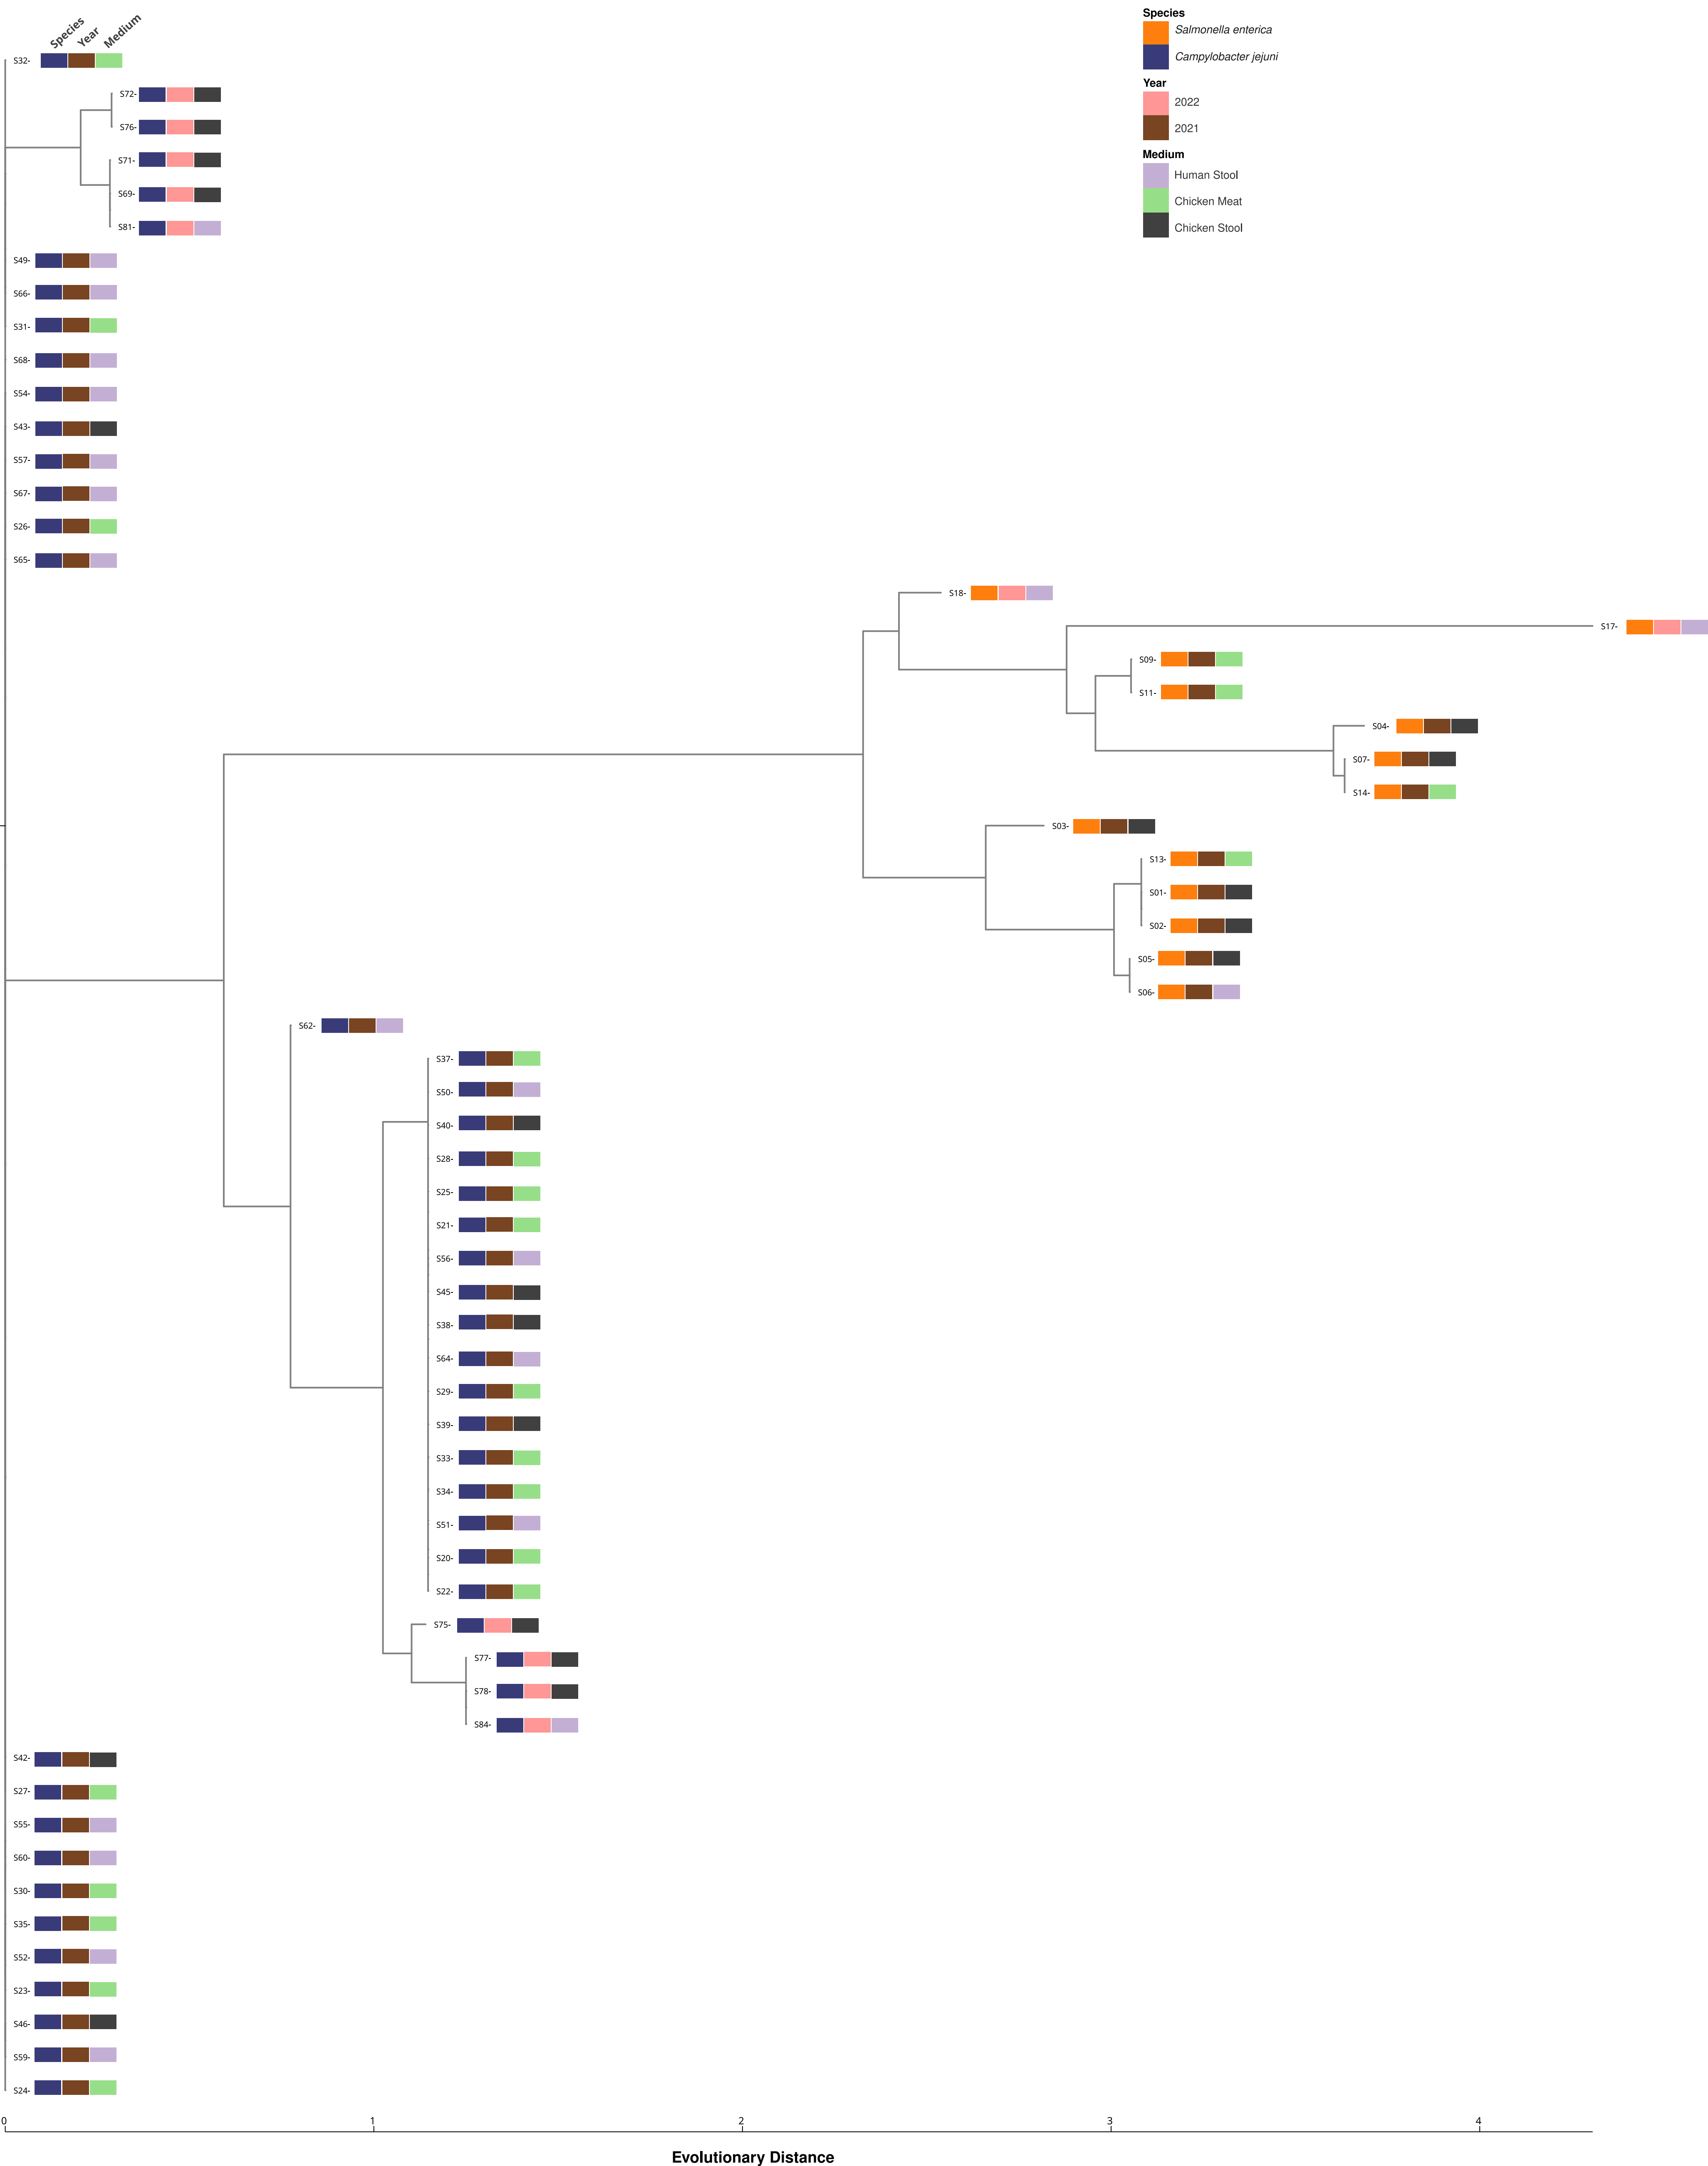 Species
Year
Medium
Species
Salmonella enterica
Campylobacter jejuni
Year
2022
2021
Medium
Human Stool
Chicken Meat
Chicken Stool
S32-
S72-
S76-
S71-
S69-
S81-
S49-
S66-
S31-
S68-
S54-
S43-
S57-
S67-
S26-
S65-
S18-
S17-
S09-
S11-
S04-
S07-
S14-
S03-
S13-
S01-
S02-
S05-
S06-
S62-
S37-
S50-
S40-
S28-
S25-
S21-
S56-
S45-
S38-
S64-
S29-
S39-
S33-
S34-
S51-
S20-
S22-
S75-
S77-
S78-
S84-
S42-
S27-
S55-
S60-
S30-
S35-
S52-
S23-
S46-
S59-
S24-
0 1 2 3 4
Evolutionary Distance